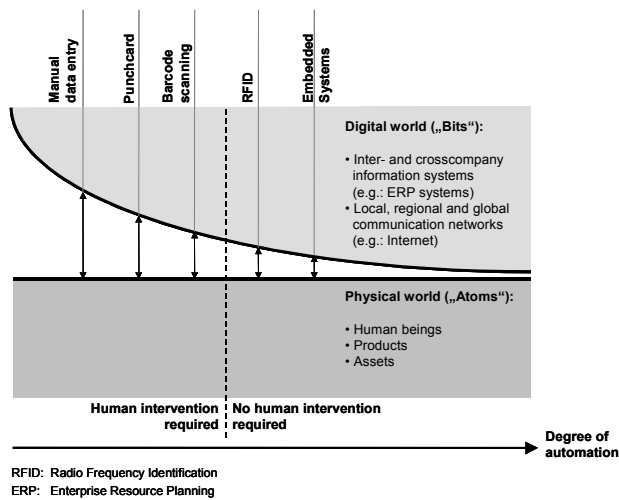 Manual
data entry
Punchcard
Barcode
scanning
RFID
Embedded
Systems
Digital world („Bits“):
• Inter- and crosscompany
information systems
(e.g.: ERP systems)
• Local, regional and global
communication networks
(e.g.: Internet)
Physical world („Atoms“):
• Human beings
• Products
• Assets
Human intervention
required
No human intervention
required
Degree of
automation
RFID: Radio Frequency Identification
ERP: Enterprise Resource Planning